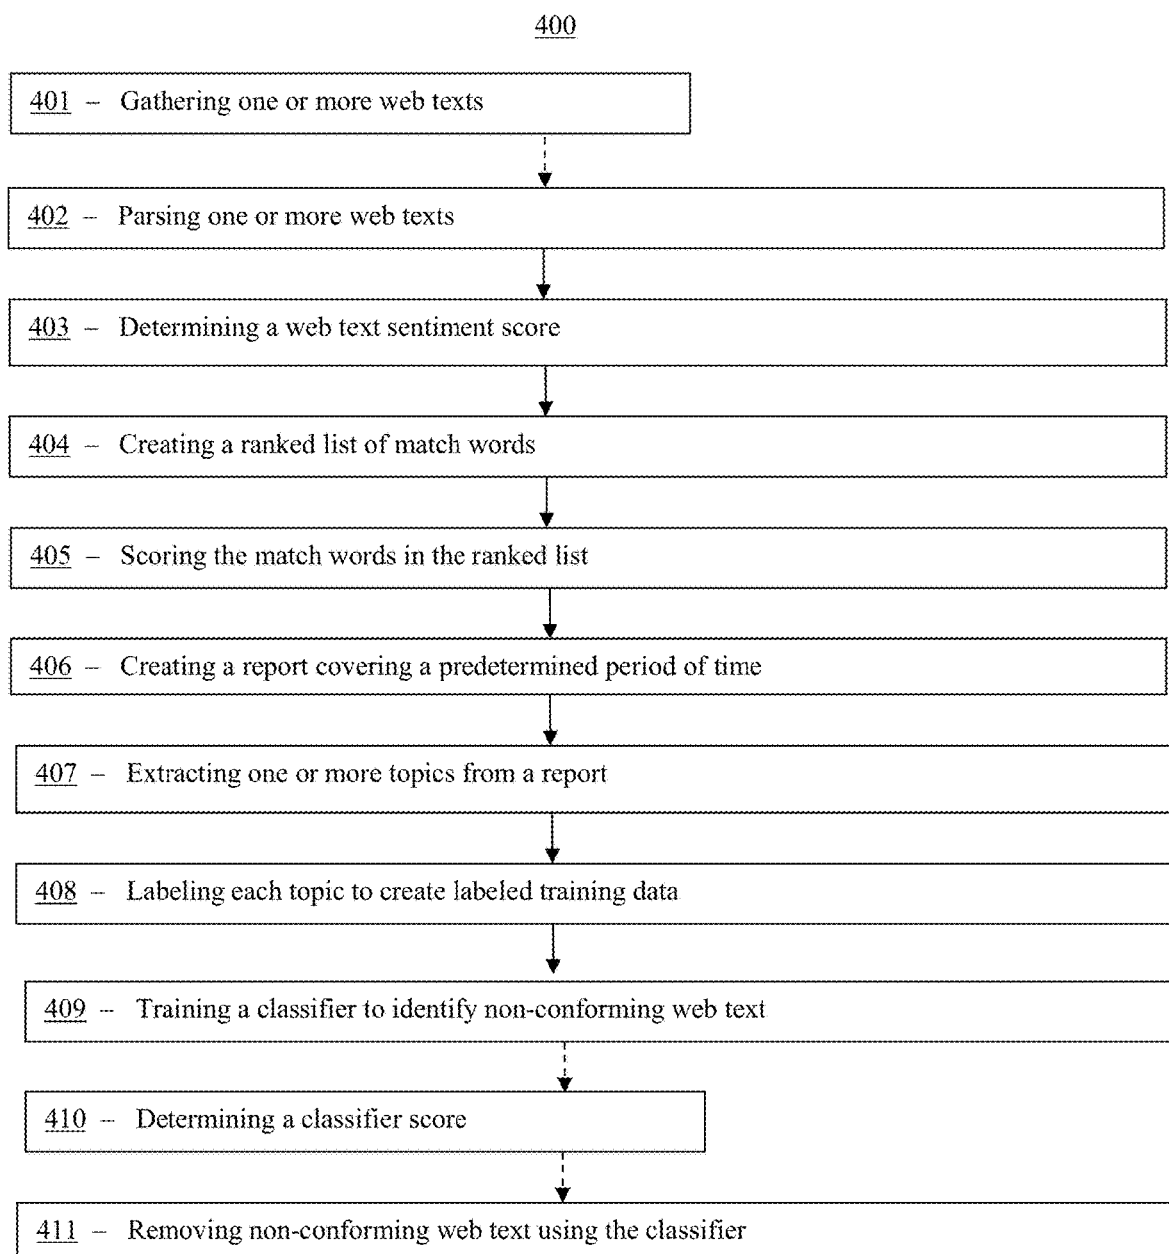 400
401 – Gathering one or more web texts
402 – Parsing one or more web texts
403 – Determining a web text sentiment score
404 – Creating a ranked list of match words
405 – Scoring the match words in the ranked list
406 – Creating a report covering a predetermined period of time
407 – Extracting one or more topics from a report
408 – Labeling each topic to create labeled training data
409 – Training a classifier to identify non-conforming web text
410 – Determining a classifier score
411 – Removing non-conforming web text using the classifier